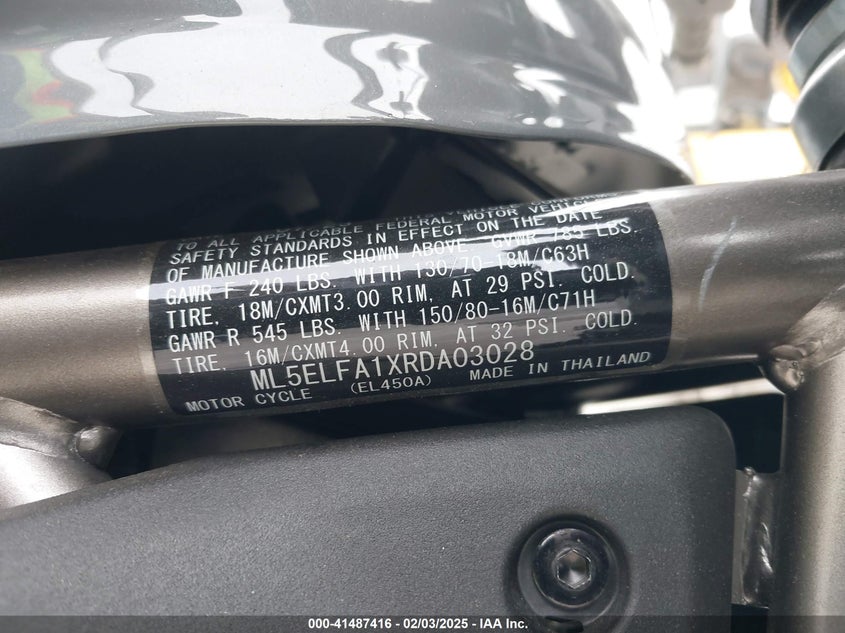 TO ALL APPLICABLE FEDERAL MOTOR VEHICLE
SAFETY STANDARDS IN EFFECT ON THE DATE
OF MANUFACTURE SHOWN ABOVE. GVWR 785 LBS.
GAWR F 240 LBS. WITH 130/70-18M/C63H
TIRE, 18M/CXMT3.00 RIM, AT 29 PSI. COLD.
GAWR R 545 LBS. WITH 150/80-16M/C71H
TIRE. 16M/CXMT4.00 RIM, AT 32 PSI. COLD.
ML5ELFA1XRDA03028
MOTOR CYCLE (EL450A) MADE IN THAILAND
000-41487416 - 02/03/2025 - IAA Inc.